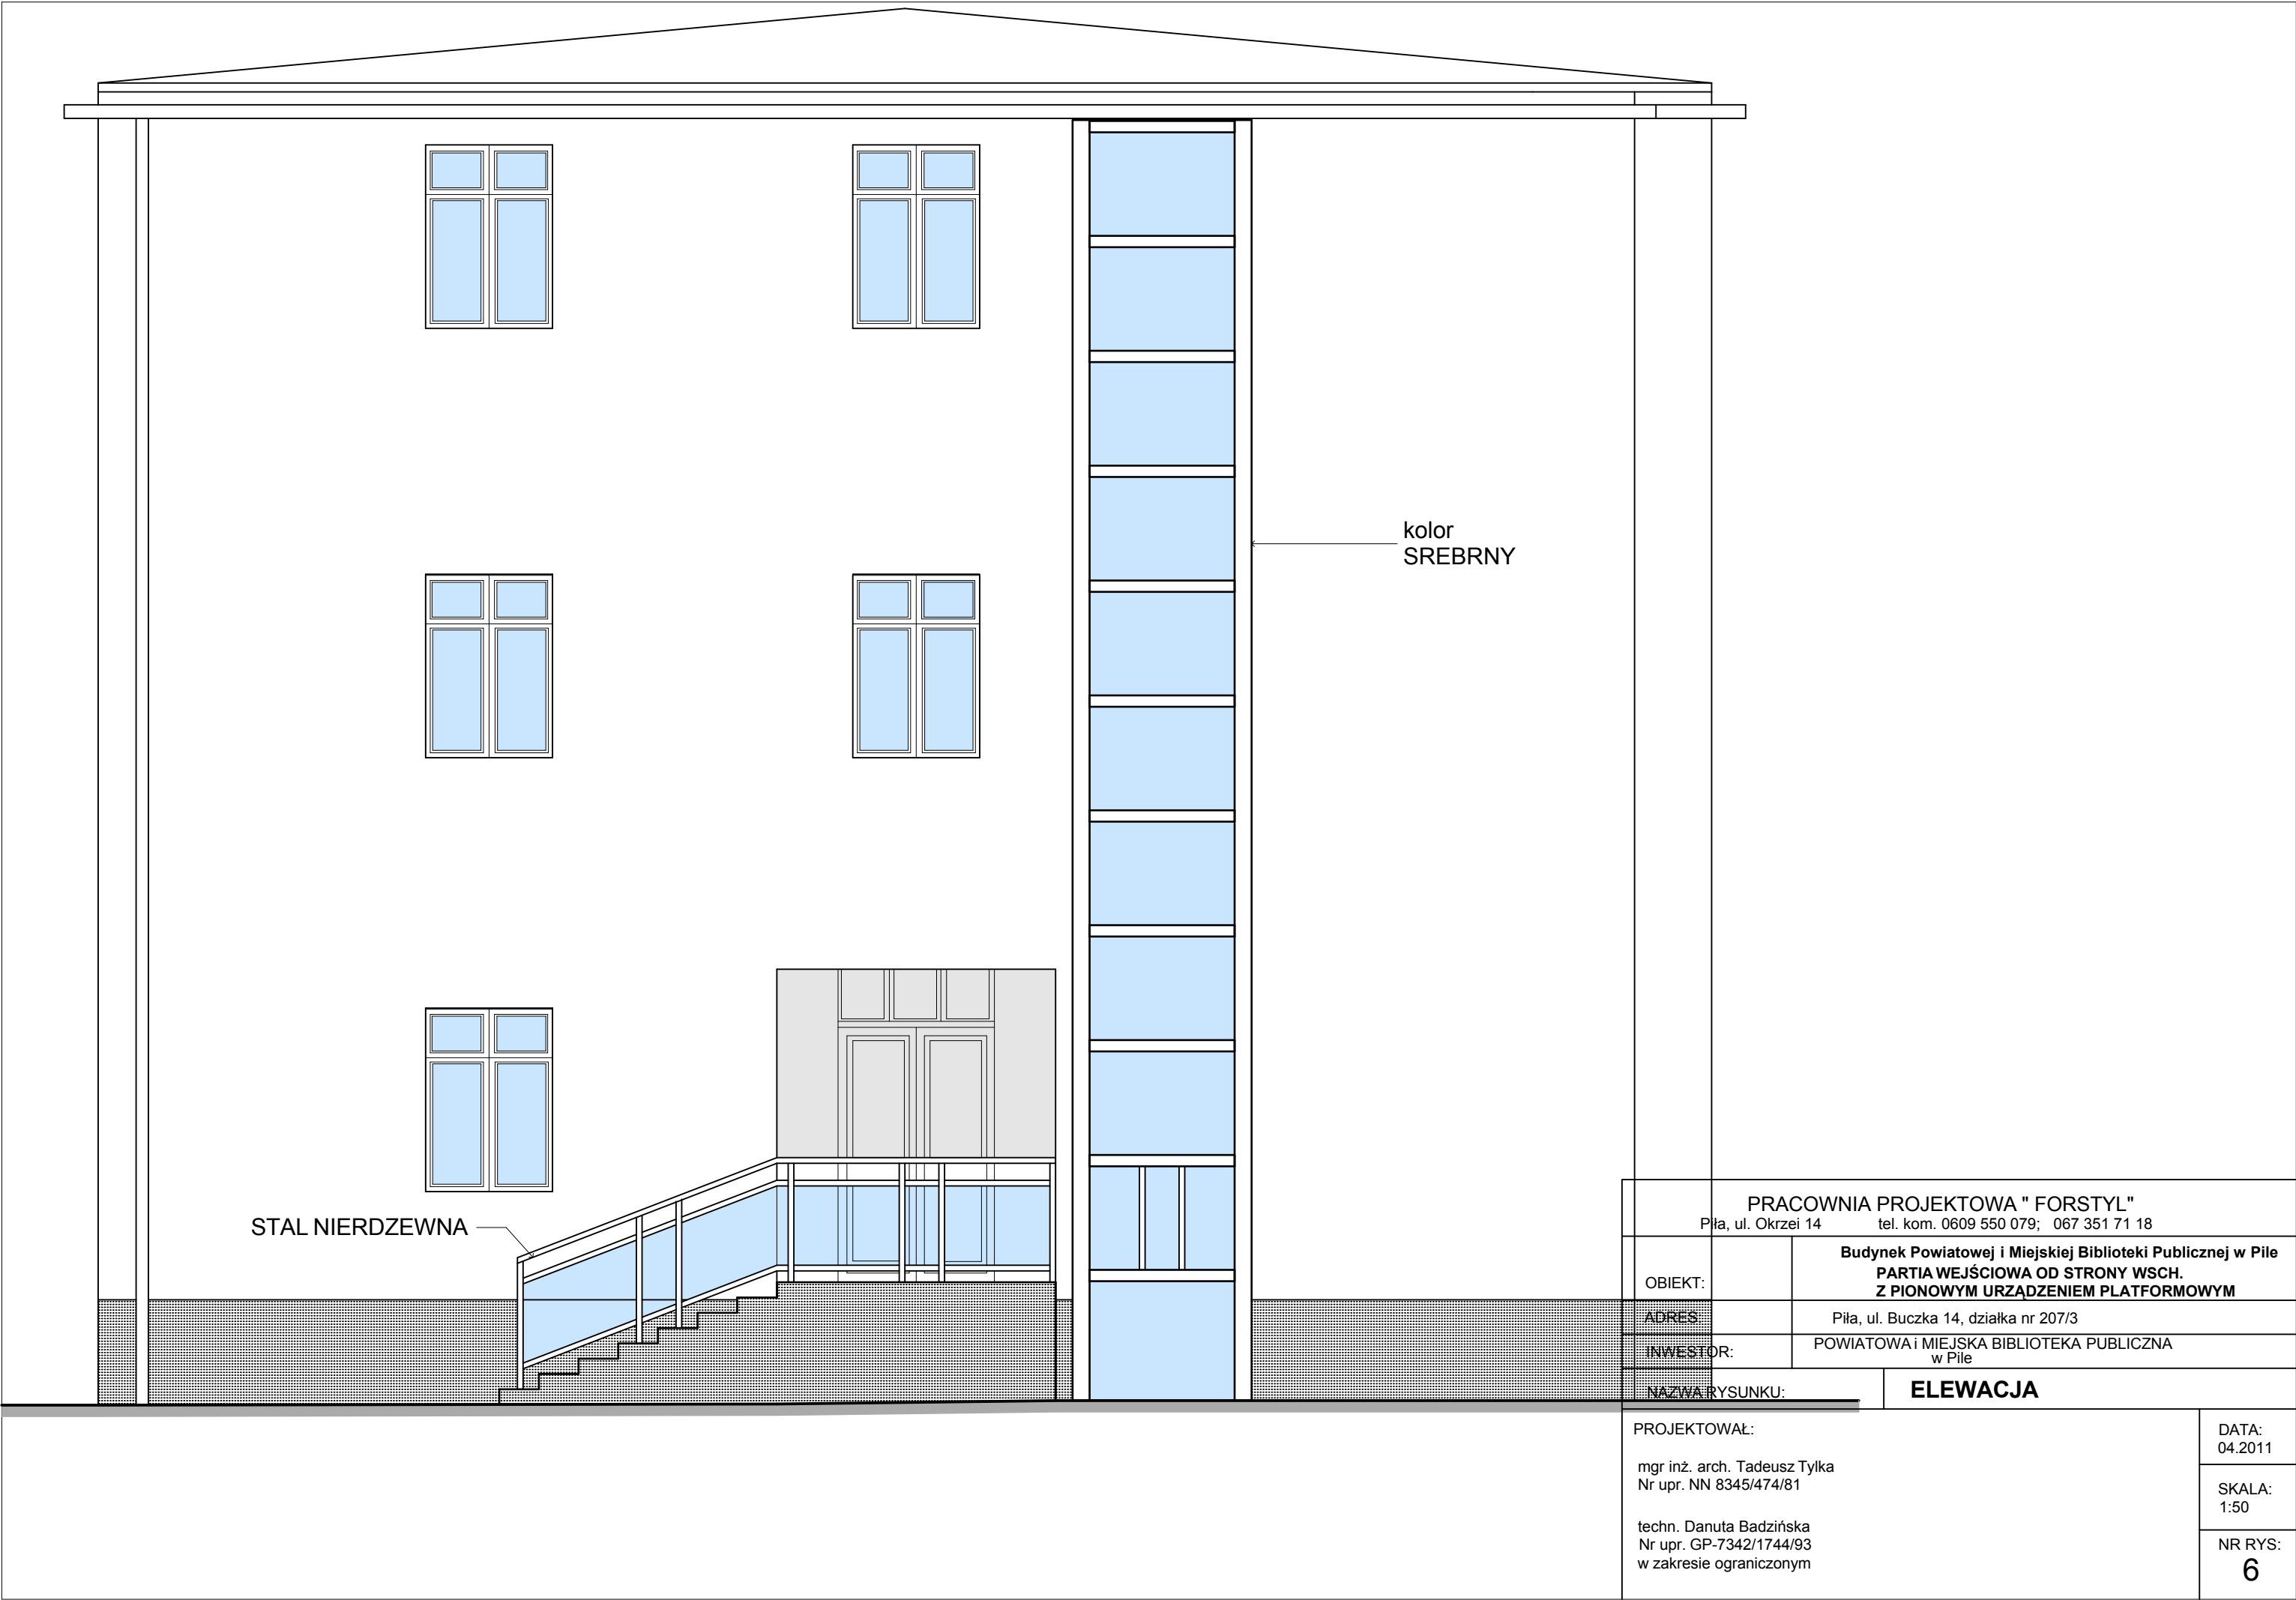 kolor
SREBRNY
STAL NIERDZEWNA
PRACOWNIA PROJEKTOWA " FORSTYL"
Piła, ul. Okrzei 14 tel. kom. 0609 550 079; 067 351 71 18
OBIEKT:
Budynek Powiatowej i Miejskiej Biblioteki Publicznej w Pile
PARTIA WEJŚCIOWA OD STRONY WSCH.
Z PIONOWYM URZĄDZENIEM PLATFORMOWYM
ADRES: Piła, ul. Buczka 14, działka nr 207/3
INWESTOR: POWIATOWA i MIEJSKA BIBLIOTEKA PUBLICZNA
w Pile
NAZWA RYSUNKU: ELEWACJA
PROJEKTOWAŁ:
mgr inż. arch. Tadeusz Tylka
Nr upr. NN 8345/474/81
techn. Danuta Badzińska
Nr upr. GP-7342/1744/93
w zakresie ograniczonym
DATA:
04.2011
SKALA:
1:50
NR RYS:
6